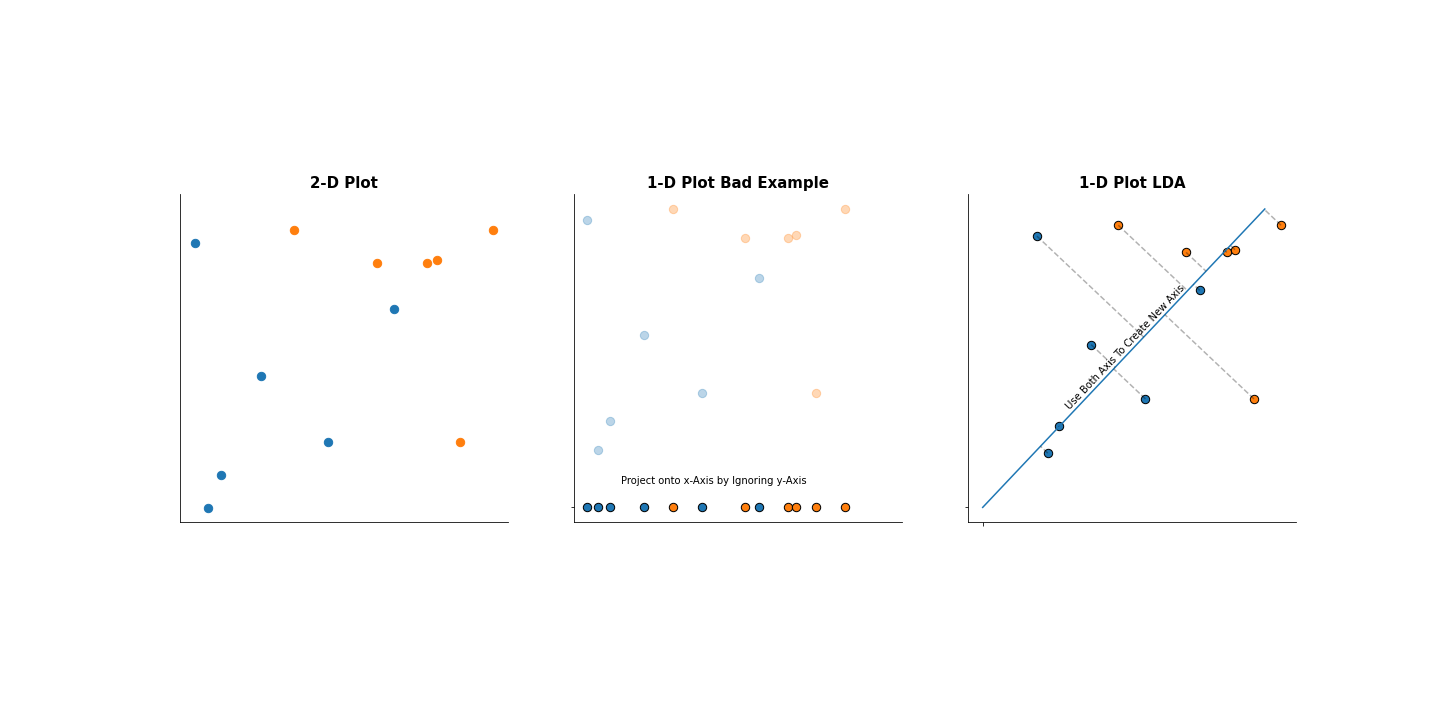 2-D Plot
1-D Plot Bad Example
Project onto x-Axis by Ignoring y-Axis
1-D Plot LDA
Use Both Axis To Create New Axis